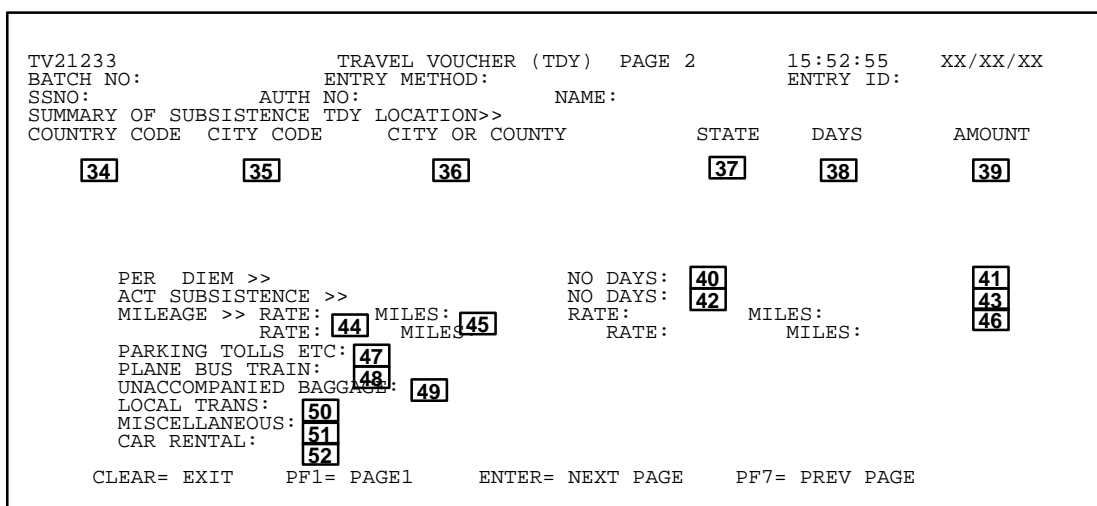 TV21233 TRAVEL VOUCHER (TDY) PAGE 2 15:52:55 XX/XX/XX
BATCH NO: ENTRY METHOD: ENTRY ID:
SSNO: AUTH NO: NAME:
SUMMARY OF SUBSISTENCE TDY LOCATION>>
COUNTRY CODE CITY CODE CITY OR COUNTY STATE DAYS AMOUNT
34 35 36 37 38 39
PER DIEM >> NO DAYS: 40 41
ACT SUBSISTENCE >> NO DAYS: 42 43
MILEAGE >> RATE: 44 MILES: 45 RATE: MILES: 46
RATE: MILES: RATE: MILES:
PARKING TOLLS ETC: 47
PLANE BUS TRAIN: 48
UNACCOMPANIED BAGGAGE: 49
LOCAL TRANS: 50
MISCELLANEOUS: 51
CAR RENTAL: 52
CLEAR= EXIT PF1= PAGE1 ENTER= NEXT PAGE PF7= PREV PAGE